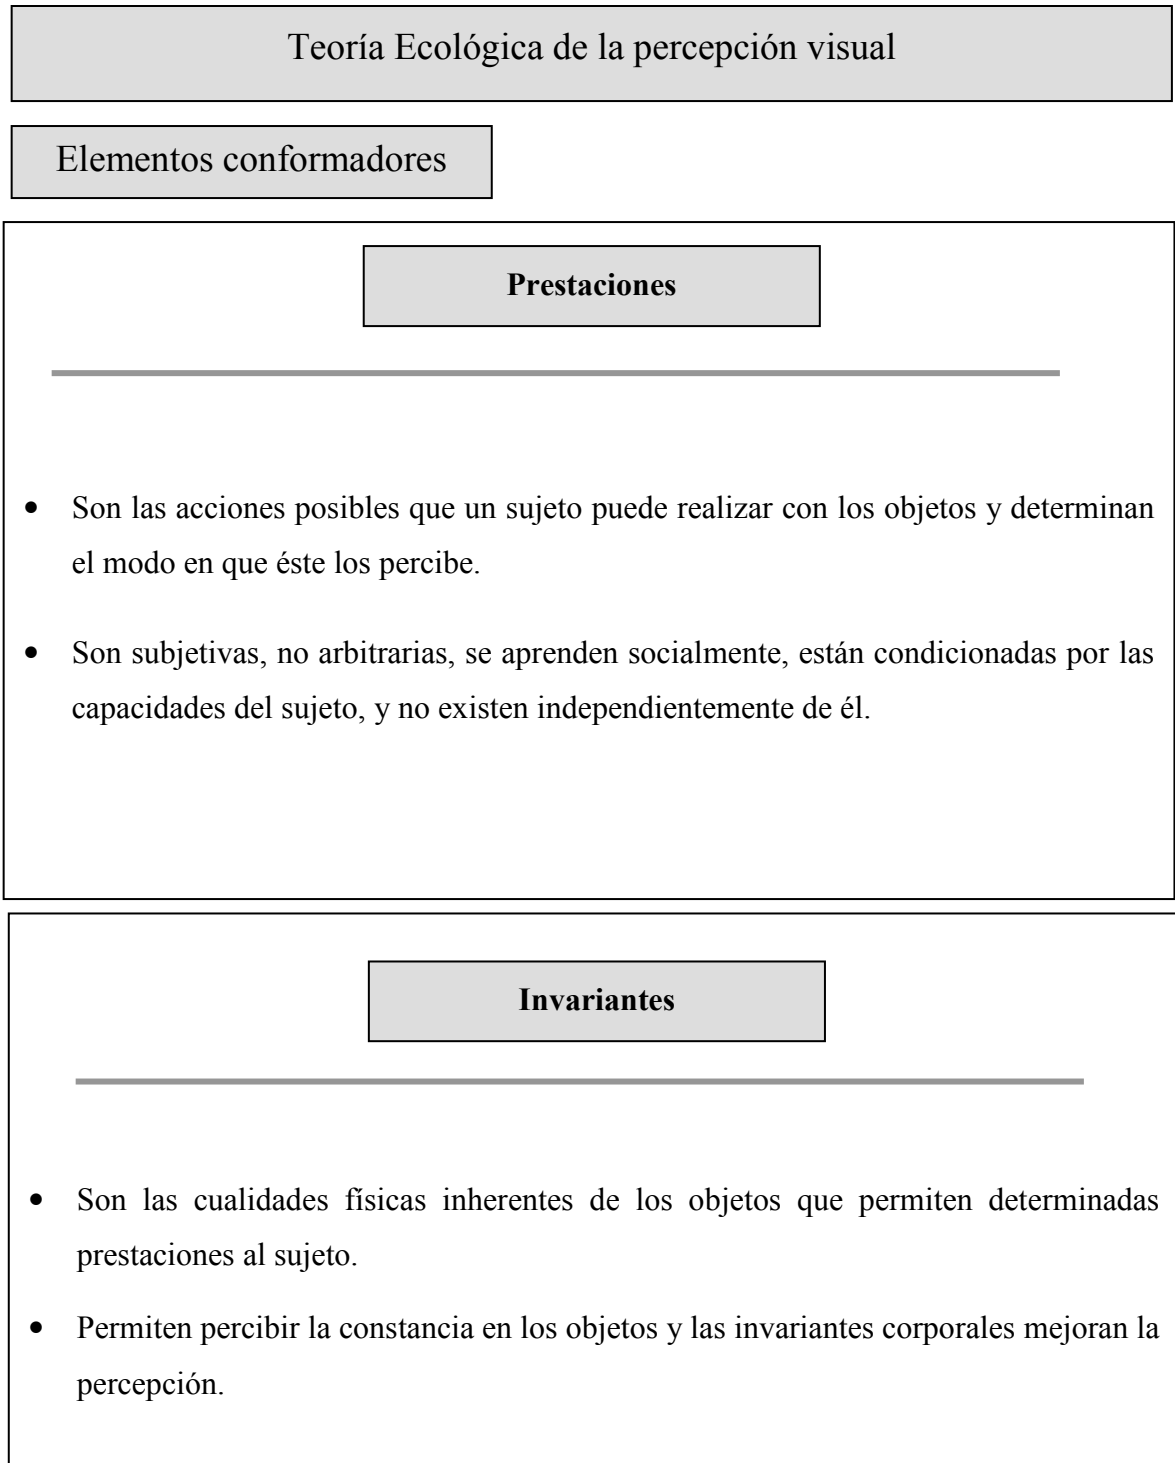 Teoría Ecológica de la percepción visual
Elementos conformadores
Prestaciones
• Son las acciones posibles que un sujeto puede realizar con los objetos y determinan
el modo en que éste los percibe.
• Son subjetivas, no arbitrarias, se aprenden socialmente, están condicionadas por las
capacidades del sujeto, y no existen independientemente de él.
Invariantes
• Son las cualidades físicas inherentes de los objetos que permiten determinadas
prestaciones al sujeto.
• Permiten percibir la constancia en los objetos y las invariantes corporales mejoran la
percepción.